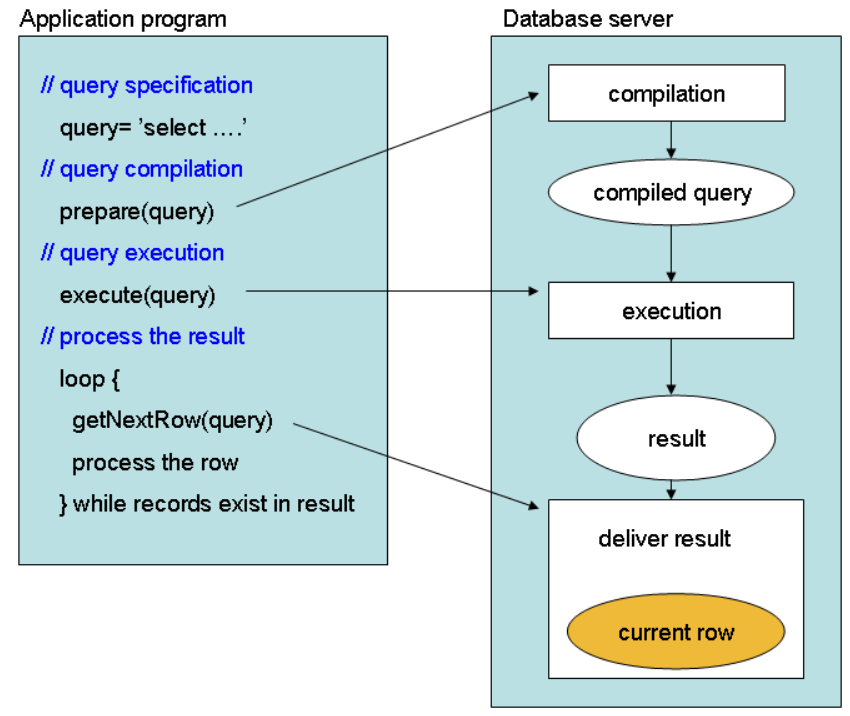 Application program
// query specification
query= ’select ….’
// query compilation
prepare(query)
// query execution
execute(query)
// process the result
loop {
getNextRow(query)
process the row
} while records exist in result
Database server
compilation
compiled query
execution
result
deliver result
current row